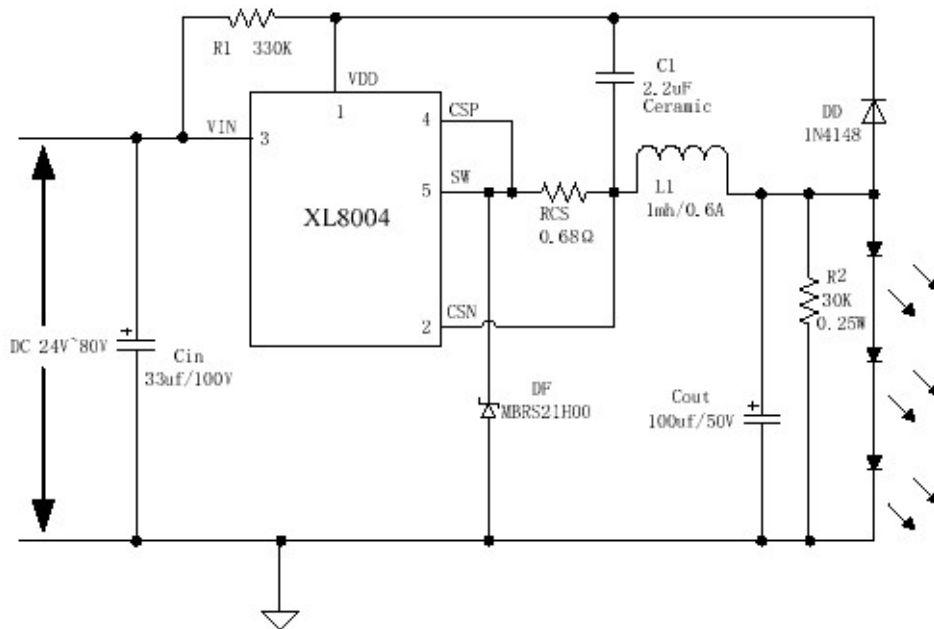 R1 330K
VDD
1
C1
2.2uF
Ceramic
VIN
3
4
CSP
DD
1N4148
5
SW
XL8004
RCS
0.68Ω
L1
1mh/0.6A
2
CSN
R2
30K
0.25W
DC 24V~80V
+
Cin
33uf/100V
DF
MBRS21H00
+
Cout
100uf/50V